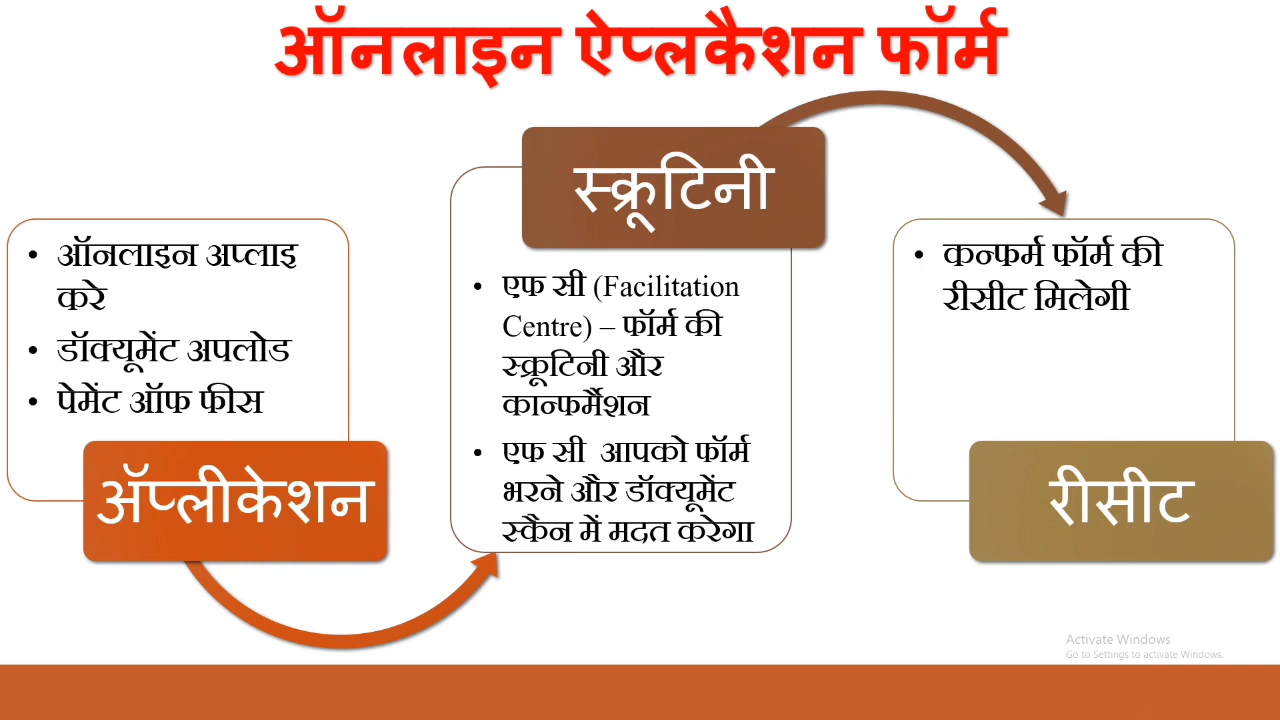 ऑनलाइन ऐप्लकैशन फॉर्म
• ऑनलाइन अप्लाइ
करे
• डॉक्यूमेंट अपलोड
• पेमेंट ऑफ फीस
ॲप्लीकेशन
स्क्रूटिनी
• एफ सी (Facilitation
Centre) – फॉर्म की
स्क्रूटिनी और
कान्फर्मैशन
• एफ सी आपको फॉर्म
भरने और डॉक्यूमेंट
स्कैन में मदत करेगा
• कन्फर्म फॉर्म की
रीसीट मिलेगी
रीसीट
Activate Windows
Go to Settings to activate Windows.